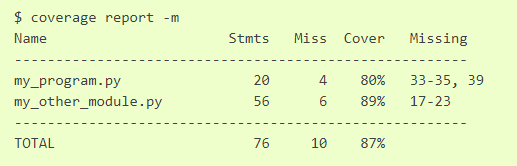 $ coverage report -m
Name                      Stmts   Miss  Cover   Missing
-------------------------------------------------------
my_program.py                20      4    80%   33-35, 39
my_other_module.py           56      6    89%   17-23
-------------------------------------------------------
TOTAL                        76     10    87%